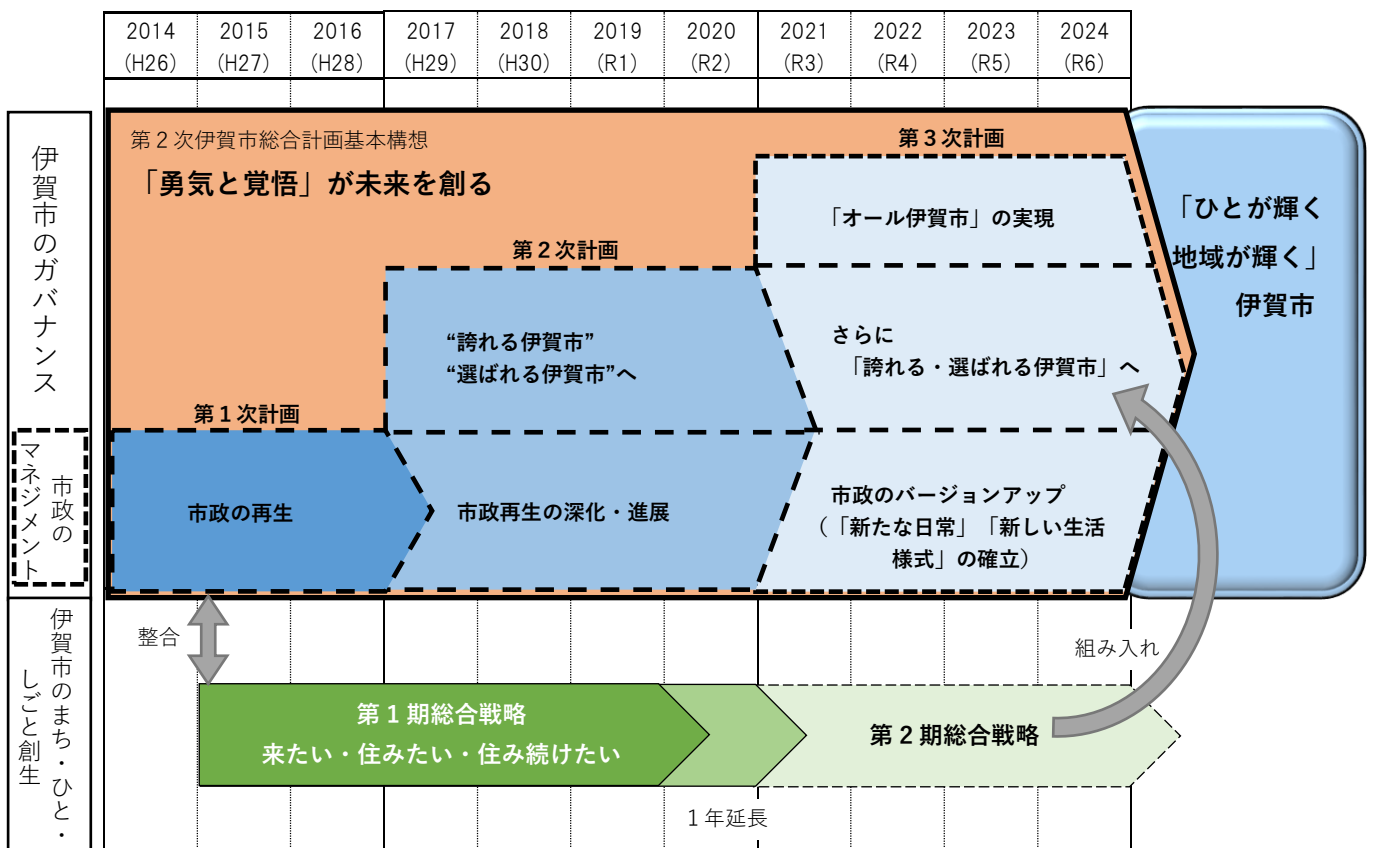 2014 2015 2016 2017 2018 2019 2020 2021 2022 2023 2024
(H26) (H27) (H28) (H29) (H30) (R1) (R2) (R3) (R4) (R5) (R6)
伊賀市のガバナンス
市政の
マネジメント
伊賀市のまち・ひと・
しごと創生
第２次伊賀市総合計画基本構想
「勇気と覚悟」が未来を創る
第１次計画
市政の再生
第２次計画
“誇れる伊賀市”
“選ばれる伊賀市”へ
市政再生の深化・進展
第３次計画
「オール伊賀市」の実現
さらに
「誇れる・選ばれる伊賀市」へ
市政のバージョンアップ
（「新たな日常」「新しい生活
様式」の確立）
「ひとが輝く
地域が輝く」
伊賀市
整合
組み入れ
第１期総合戦略
来たい・住みたい・住み続けたい
第２期総合戦略
１年延長